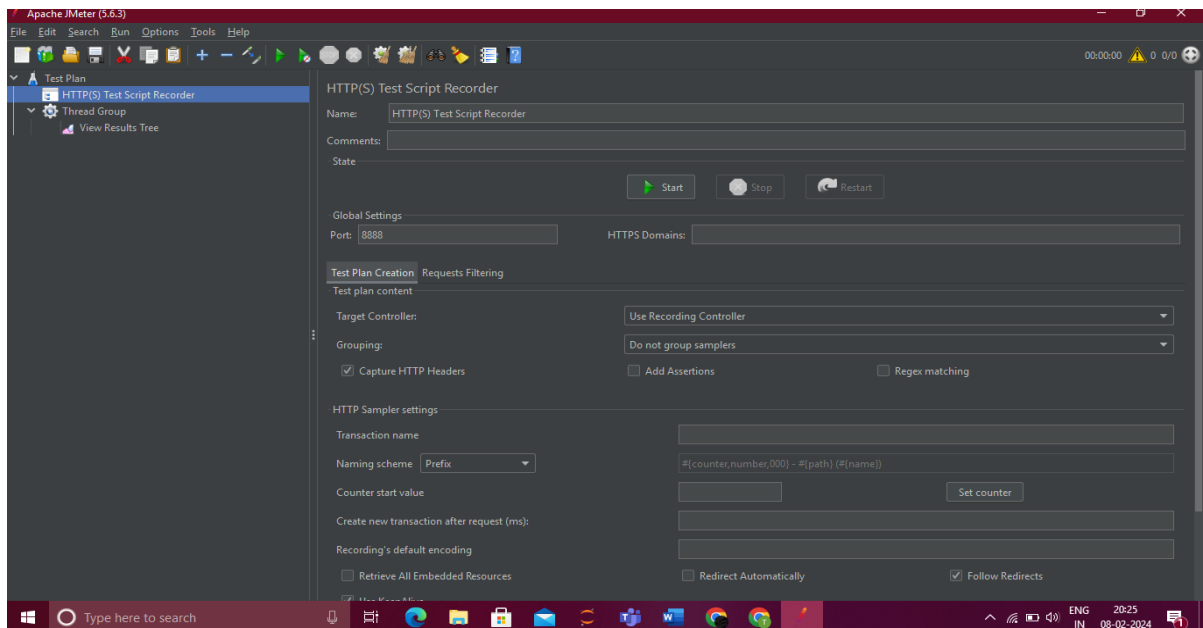 Apache JMeter (5.6.3)
File Edit Search Run Options Tools Help
00:00:00 0 0/0
Test Plan
HTTP(S) Test Script Recorder
Thread Group
View Results Tree
HTTP(S) Test Script Recorder
Name: HTTP(S) Test Script Recorder
Comments:
State
Start Stop Restart
Global Settings
Port: 8888 HTTPS Domains:
Test Plan Creation Requests Filtering
Test plan content
Target Controller: Use Recording Controller
Grouping: Do not group samplers
Capture HTTP Headers Add Assertions Regex matching
HTTP Sampler settings
Transaction name
Naming scheme Prefix #{counter,number,000} - #{path} (#{name})
Counter start value Set counter
Create new transaction after request (ms):
Recording's default encoding
Retrieve All Embedded Resources Redirect Automatically Follow Redirects
Use KeepAlive
Type here to search
ENG 20:25
IN 08-02-2024